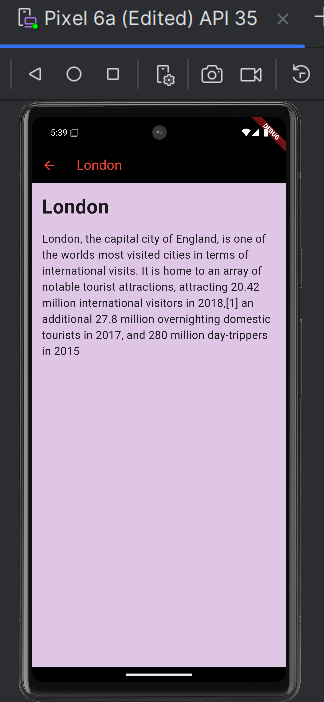 Pixel 6a (Edited) API 35
5:39
DEBUG
London
London
London, the capital city of England, is one of
the worlds most visited cities in terms of
international visits. It is home to an array of
notable tourist attractions, attracting 20.42
million international visitors in 2018,[1] an
additional 27.8 million overnighting domestic
tourists in 2017, and 280 million day-trippers
in 2015